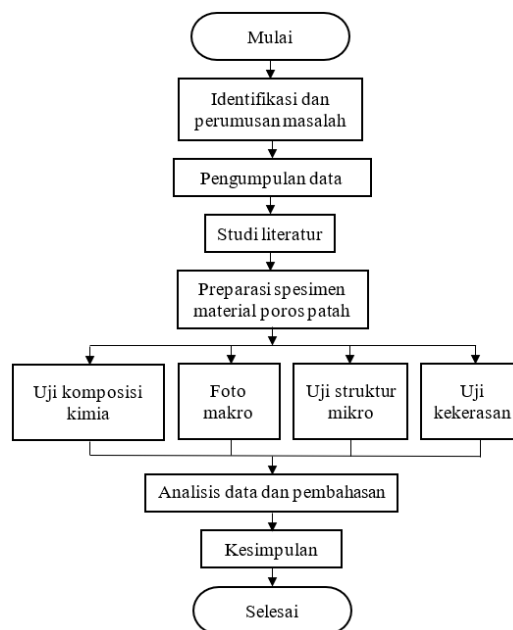 Mulai
Identifikasi dan
perumusan masalah
Pengumpulan data
Studi literatur
Preparasi spesimen
material poros patah
Uji komposisi
kimia
Foto
makro
Uji struktur
mikro
Uji
kekerasan
Analisis data dan pembahasan
Kesimpulan
Selesai